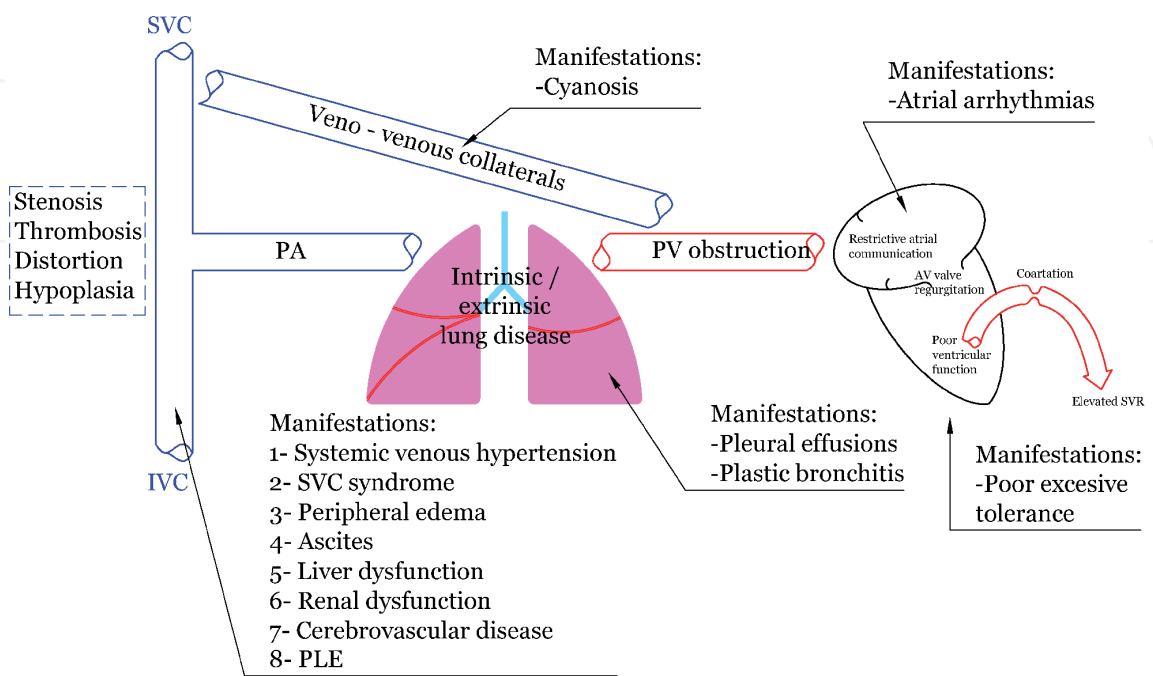 SVC
Manifestations:
-Cyanosis
Manifestations:
-Atrial arrhythmias
Veno - venous collaterals
Stenosis
Thrombosis
Distortion
Hypoplasia
PA
PV obstruction
Restrictive atrial
communication
Intrinsic /
extrinsic
lung disease
AV valve
regurgitation
Coartation
Poor
ventricular
function
Elevated SVR
IVC
Manifestations:
1- Systemic venous hypertension
2- SVC syndrome
3- Peripheral edema
4- Ascites
5- Liver dysfunction
6- Renal dysfunction
7- Cerebrovascular disease
8- PLE
Manifestations:
-Pleural effusions
-Plastic bronchitis
Manifestations:
-Poor excesive
tolerance